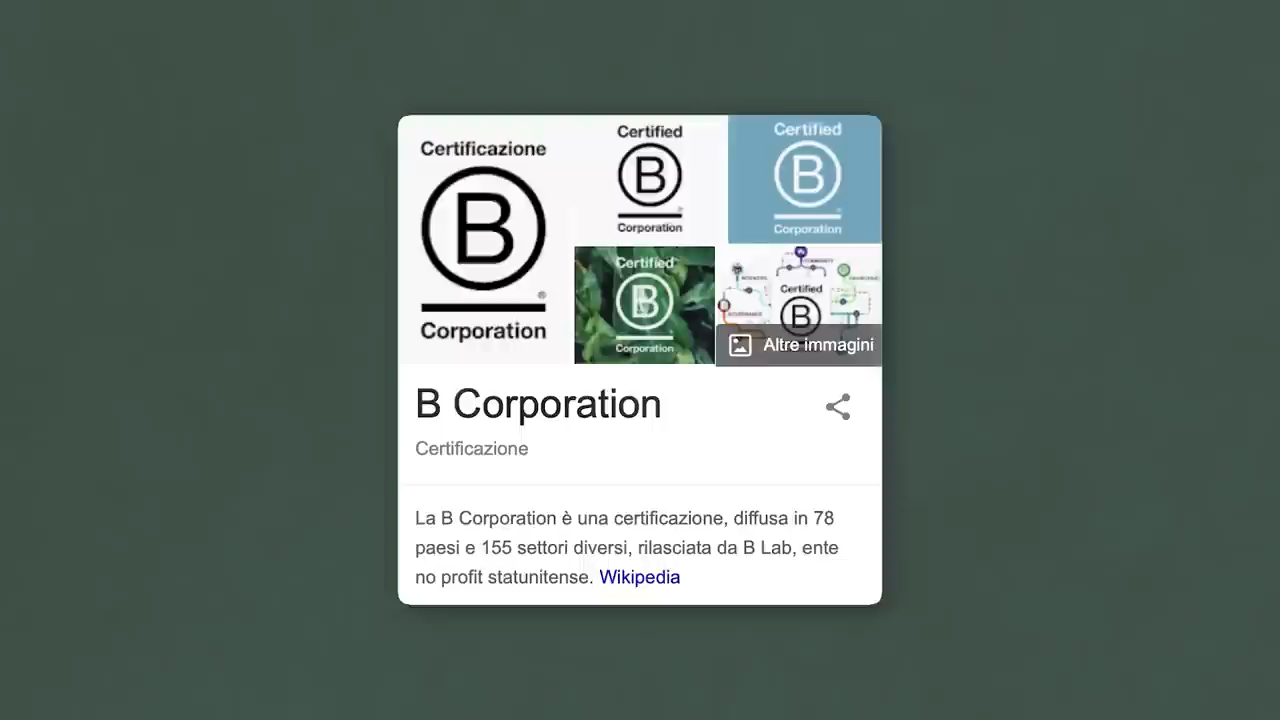 Certificazione
B
®
Corporation
Certified
B
Corporation
Certified
B
Corporation
Certified
B
Corporation
COMMUNITY
Certified
B
Altre immagini
B Corporation
Certificazione
La B Corporation è una certificazione, diffusa in 78
paesi e 155 settori diversi, rilasciata da B Lab, ente
no profit statunitense. Wikipedia